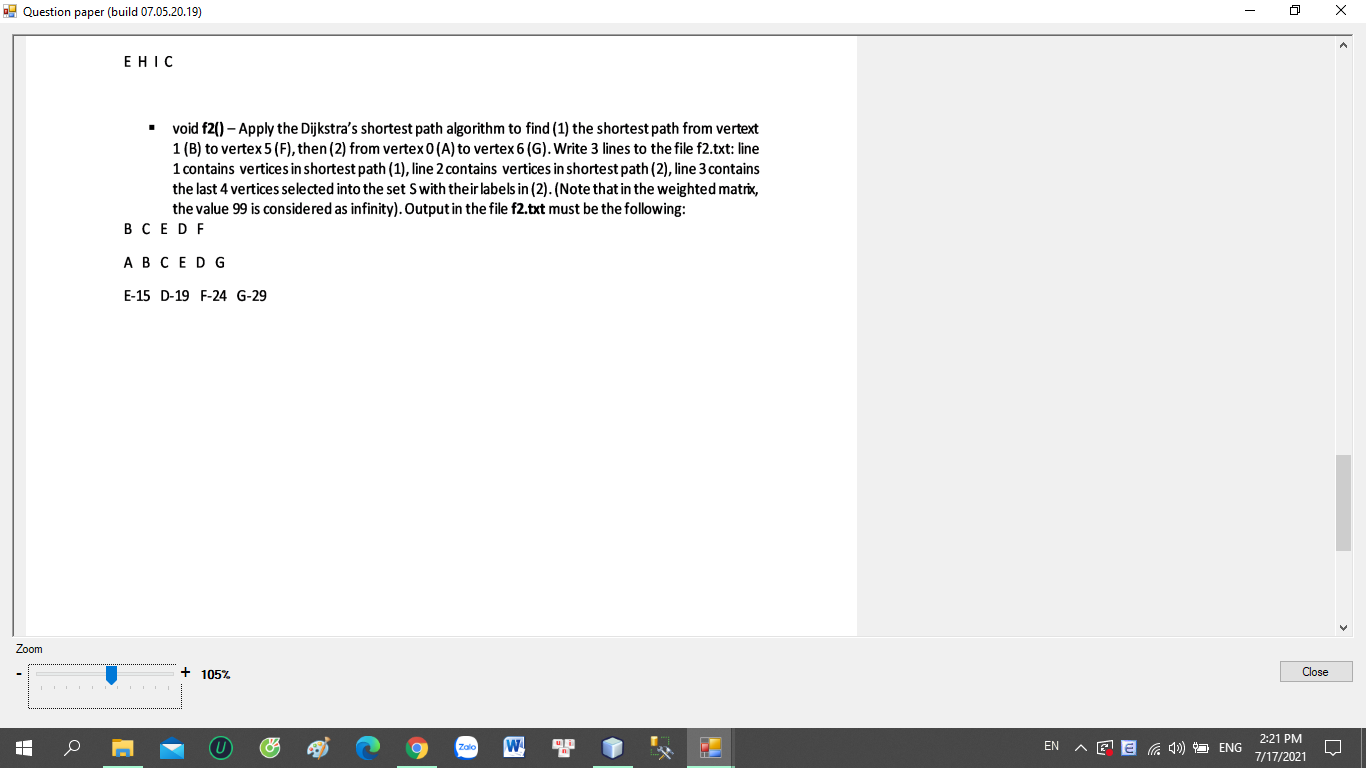 Question paper (build 07.05.20.19)
E H I C
▪ void f2() – Apply the Dijkstra's shortest path algorithm to find (1) the shortest path from vertext
1 (B) to vertex 5 (F), then (2) from vertex 0 (A) to vertex 6 (G). Write 3 lines to the file f2.txt: line
1 contains vertices in shortest path (1), line 2 contains vertices in shortest path (2), line 3 contains
the last 4 vertices selected into the set S with their labels in (2). (Note that in the weighted matrix,
the value 99 is considered as infinity). Output in the file f2.txt must be the following:
B C E D F
A B C E D G
E-15 D-19 F-24 G-29
Zoom
- + 105%
Close
Zalo
EN ENG
2:21 PM
7/17/2021